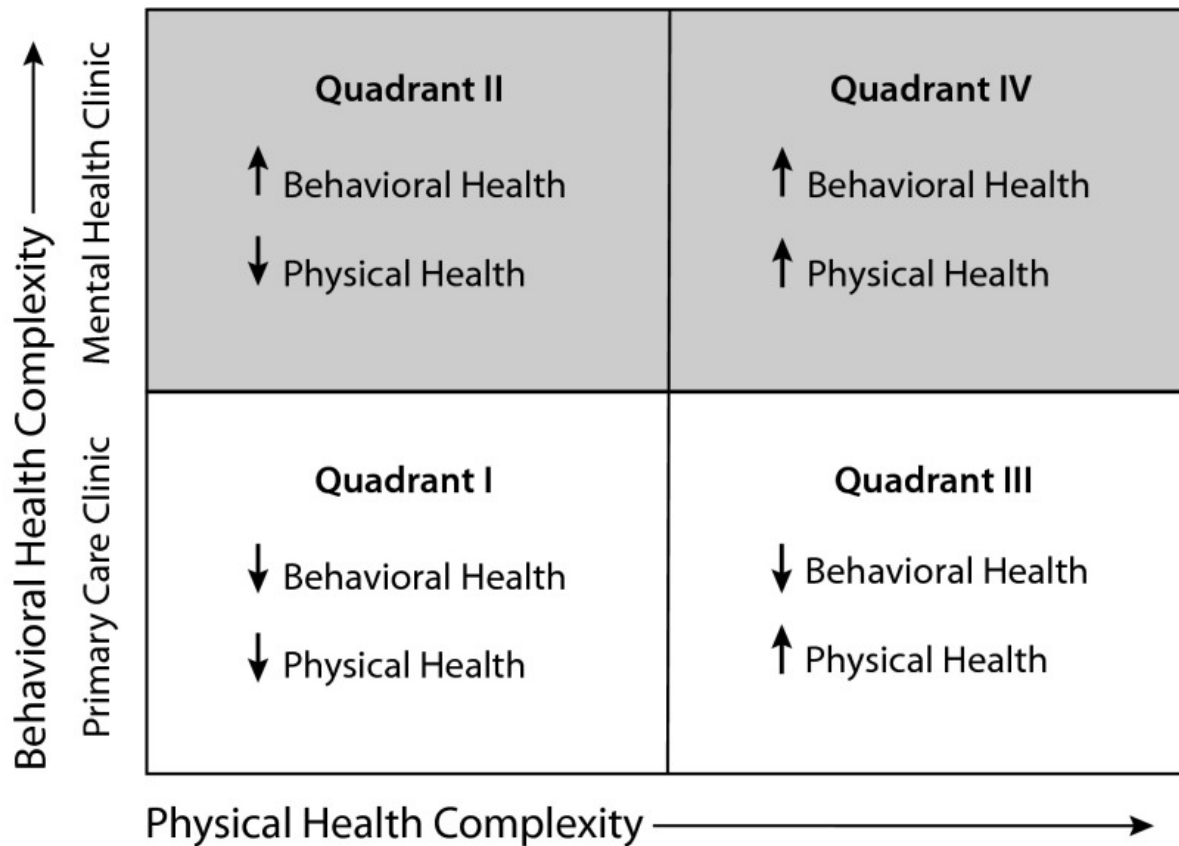 Behavioral Health Complexity
Mental Health Clinic
Primary Care Clinic
Quadrant II
↑ Behavioral Health
↓ Physical Health
Quadrant IV
↑ Behavioral Health
↑ Physical Health
Quadrant I
↓ Behavioral Health
↓ Physical Health
Quadrant III
↓ Behavioral Health
↑ Physical Health
Physical Health Complexity